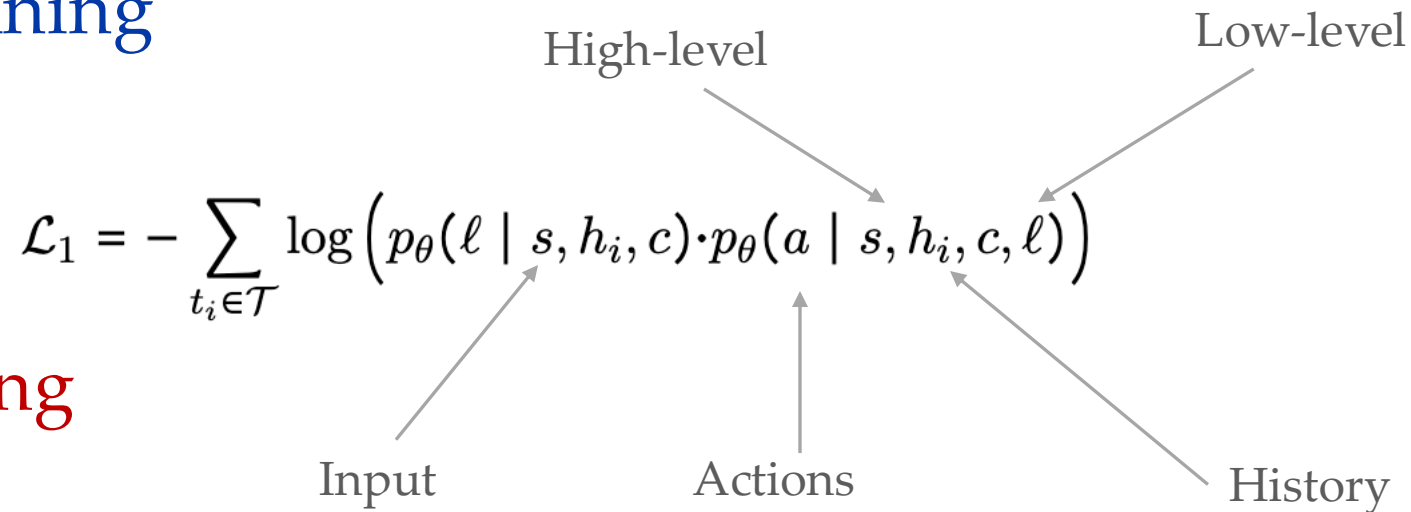 ning
High-level
Low-level
ℒ₁ = − ∑ log(p_θ(ℓ | s, h_i, c)·p_θ(a | s, h_i, c, ℓ))
t_i∈𝒯
ng
Input
Actions
History